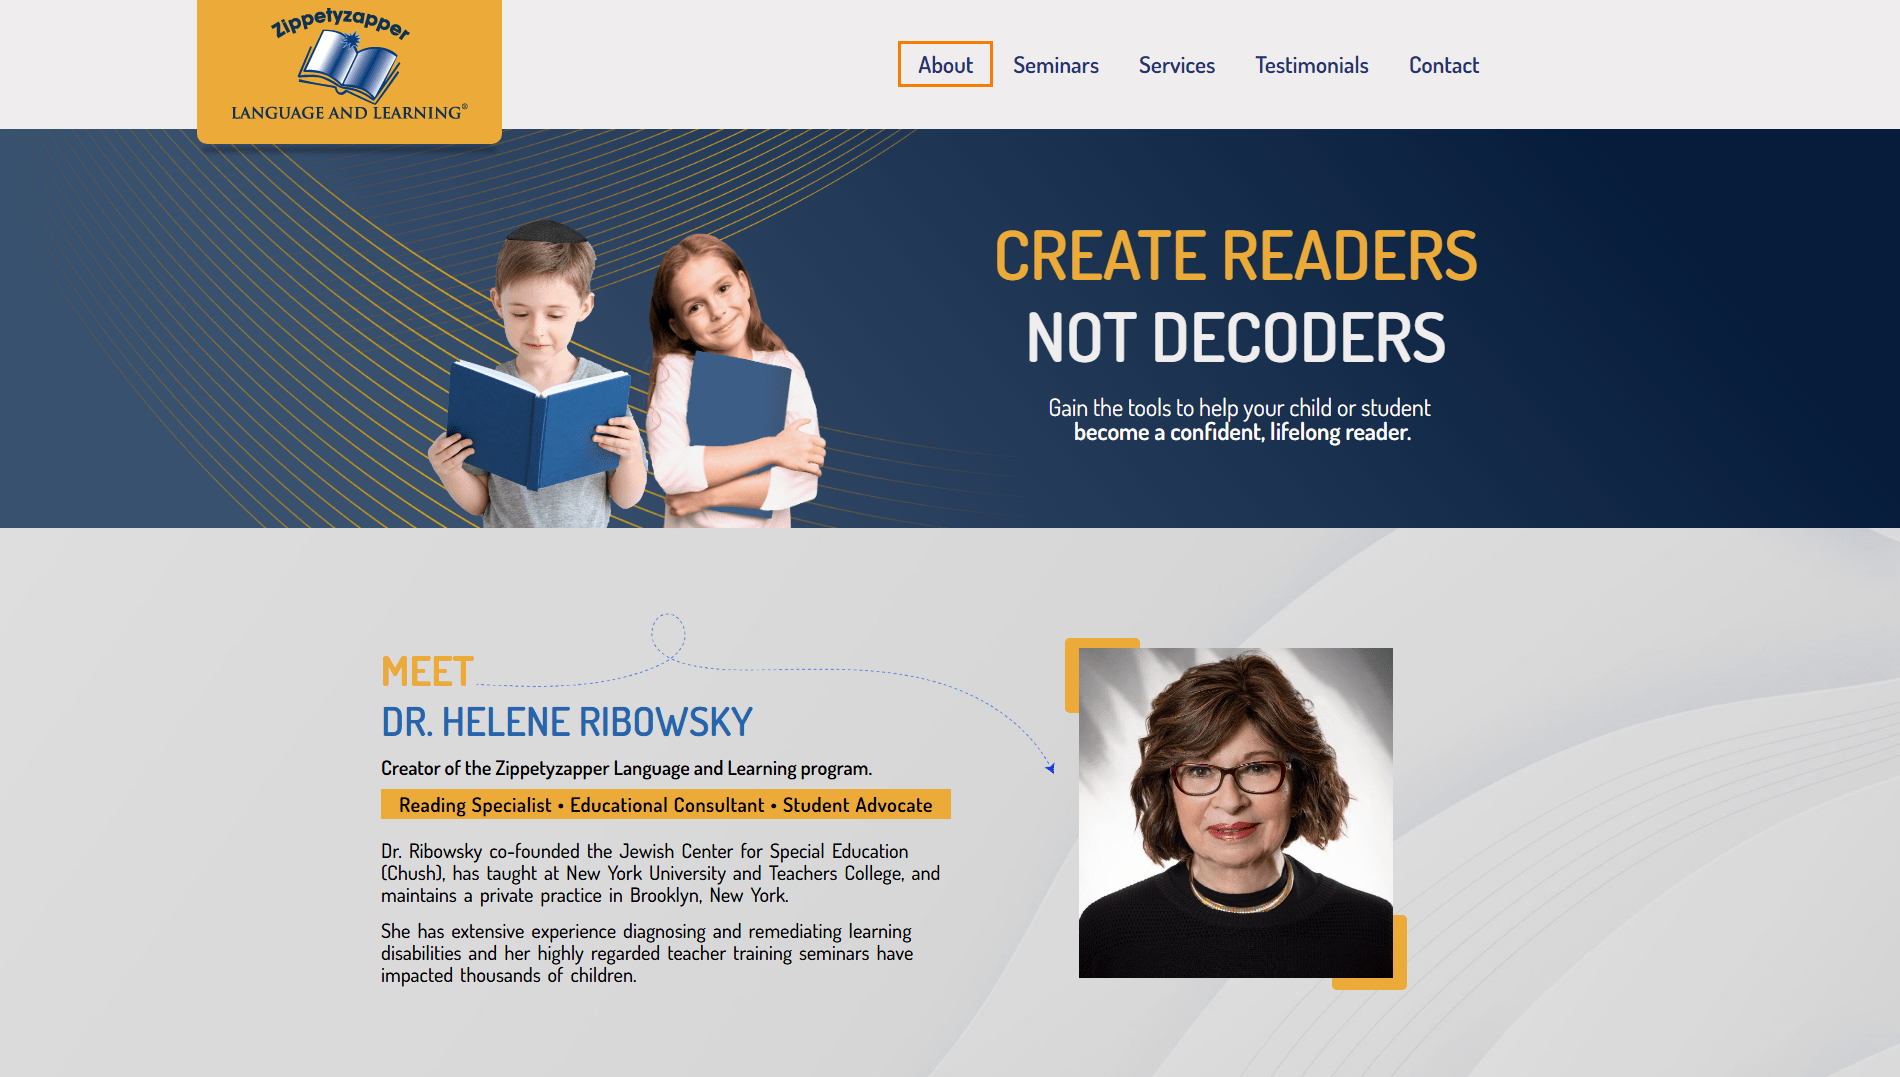 Zippetyzapper
LANGUAGE AND LEARNING®
About
Seminars
Services
Testimonials
Contact
CREATE READERS
NOT DECODERS
Gain the tools to help your child or student
become a confident, lifelong reader.
MEET
DR. HELENE RIBOWSKY
Creator of the Zippetyzapper Language and Learning program.
Reading Specialist • Educational Consultant • Student Advocate
Dr. Ribowsky co-founded the Jewish Center for Special Education
(Chush), has taught at New York University and Teachers College, and
maintains a private practice in Brooklyn, New York.
She has extensive experience diagnosing and remediating learning
disabilities and her highly regarded teacher training seminars have
impacted thousands of children.